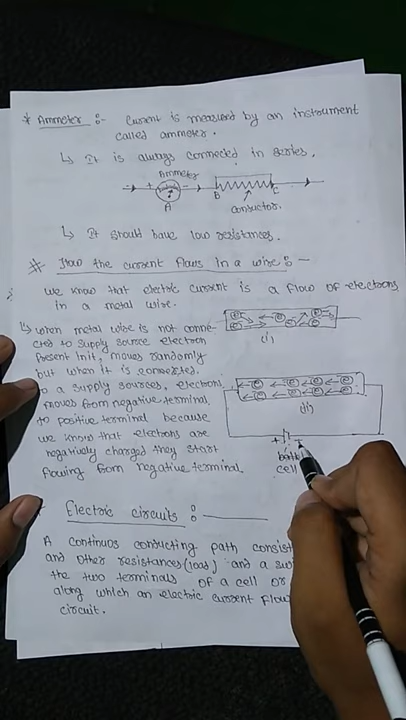 * Ammeter :- Current is measured by an instrument
called ammeter.
↳ It is always connected in series.
Ammeter
+ -
A B C
conductor.
↳ It should have low resistances.
* How the current flows in a wire :-
We know that electric current is a flow of electrons
in a metal wire.
↳ When metal wire is not conne-
cted to supply source electron
Present in it, moves randomly
but when it is connected.
to a supply sources, electrons
moves from negative terminal
to positive terminal because
we know that electrons are
negatively charged they start
flowing from negative terminal.
(i)
(ii)
+ -
cell
Electric circuits :-
A continuos conducting path consist
and other resistances (load) and a
the two terminals of a cell or
along which an electric current flow
circuit.